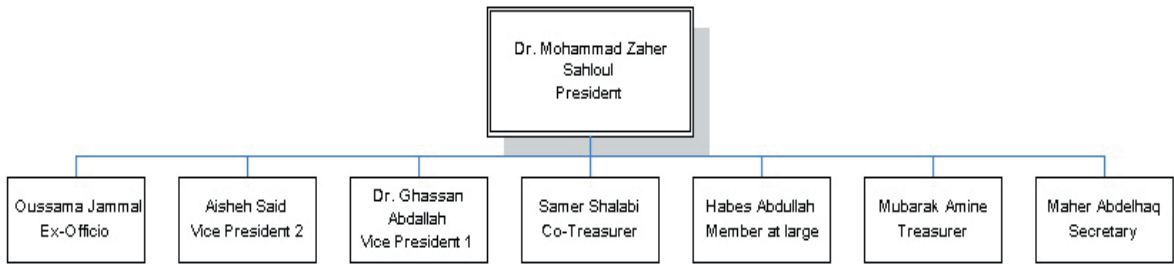 Dr. Mohammad Zaher
Sahloul
President
Oussama Jammal
Ex-Officio
Aisheh Said
Vice President 2
Dr. Ghassan
Abdallah
Vice President 1
Samer Shalabi
Co-Treasurer
Habes Abdullah
Member at large
Mubarak Amine
Treasurer
Maher Abdelhaq
Secretary